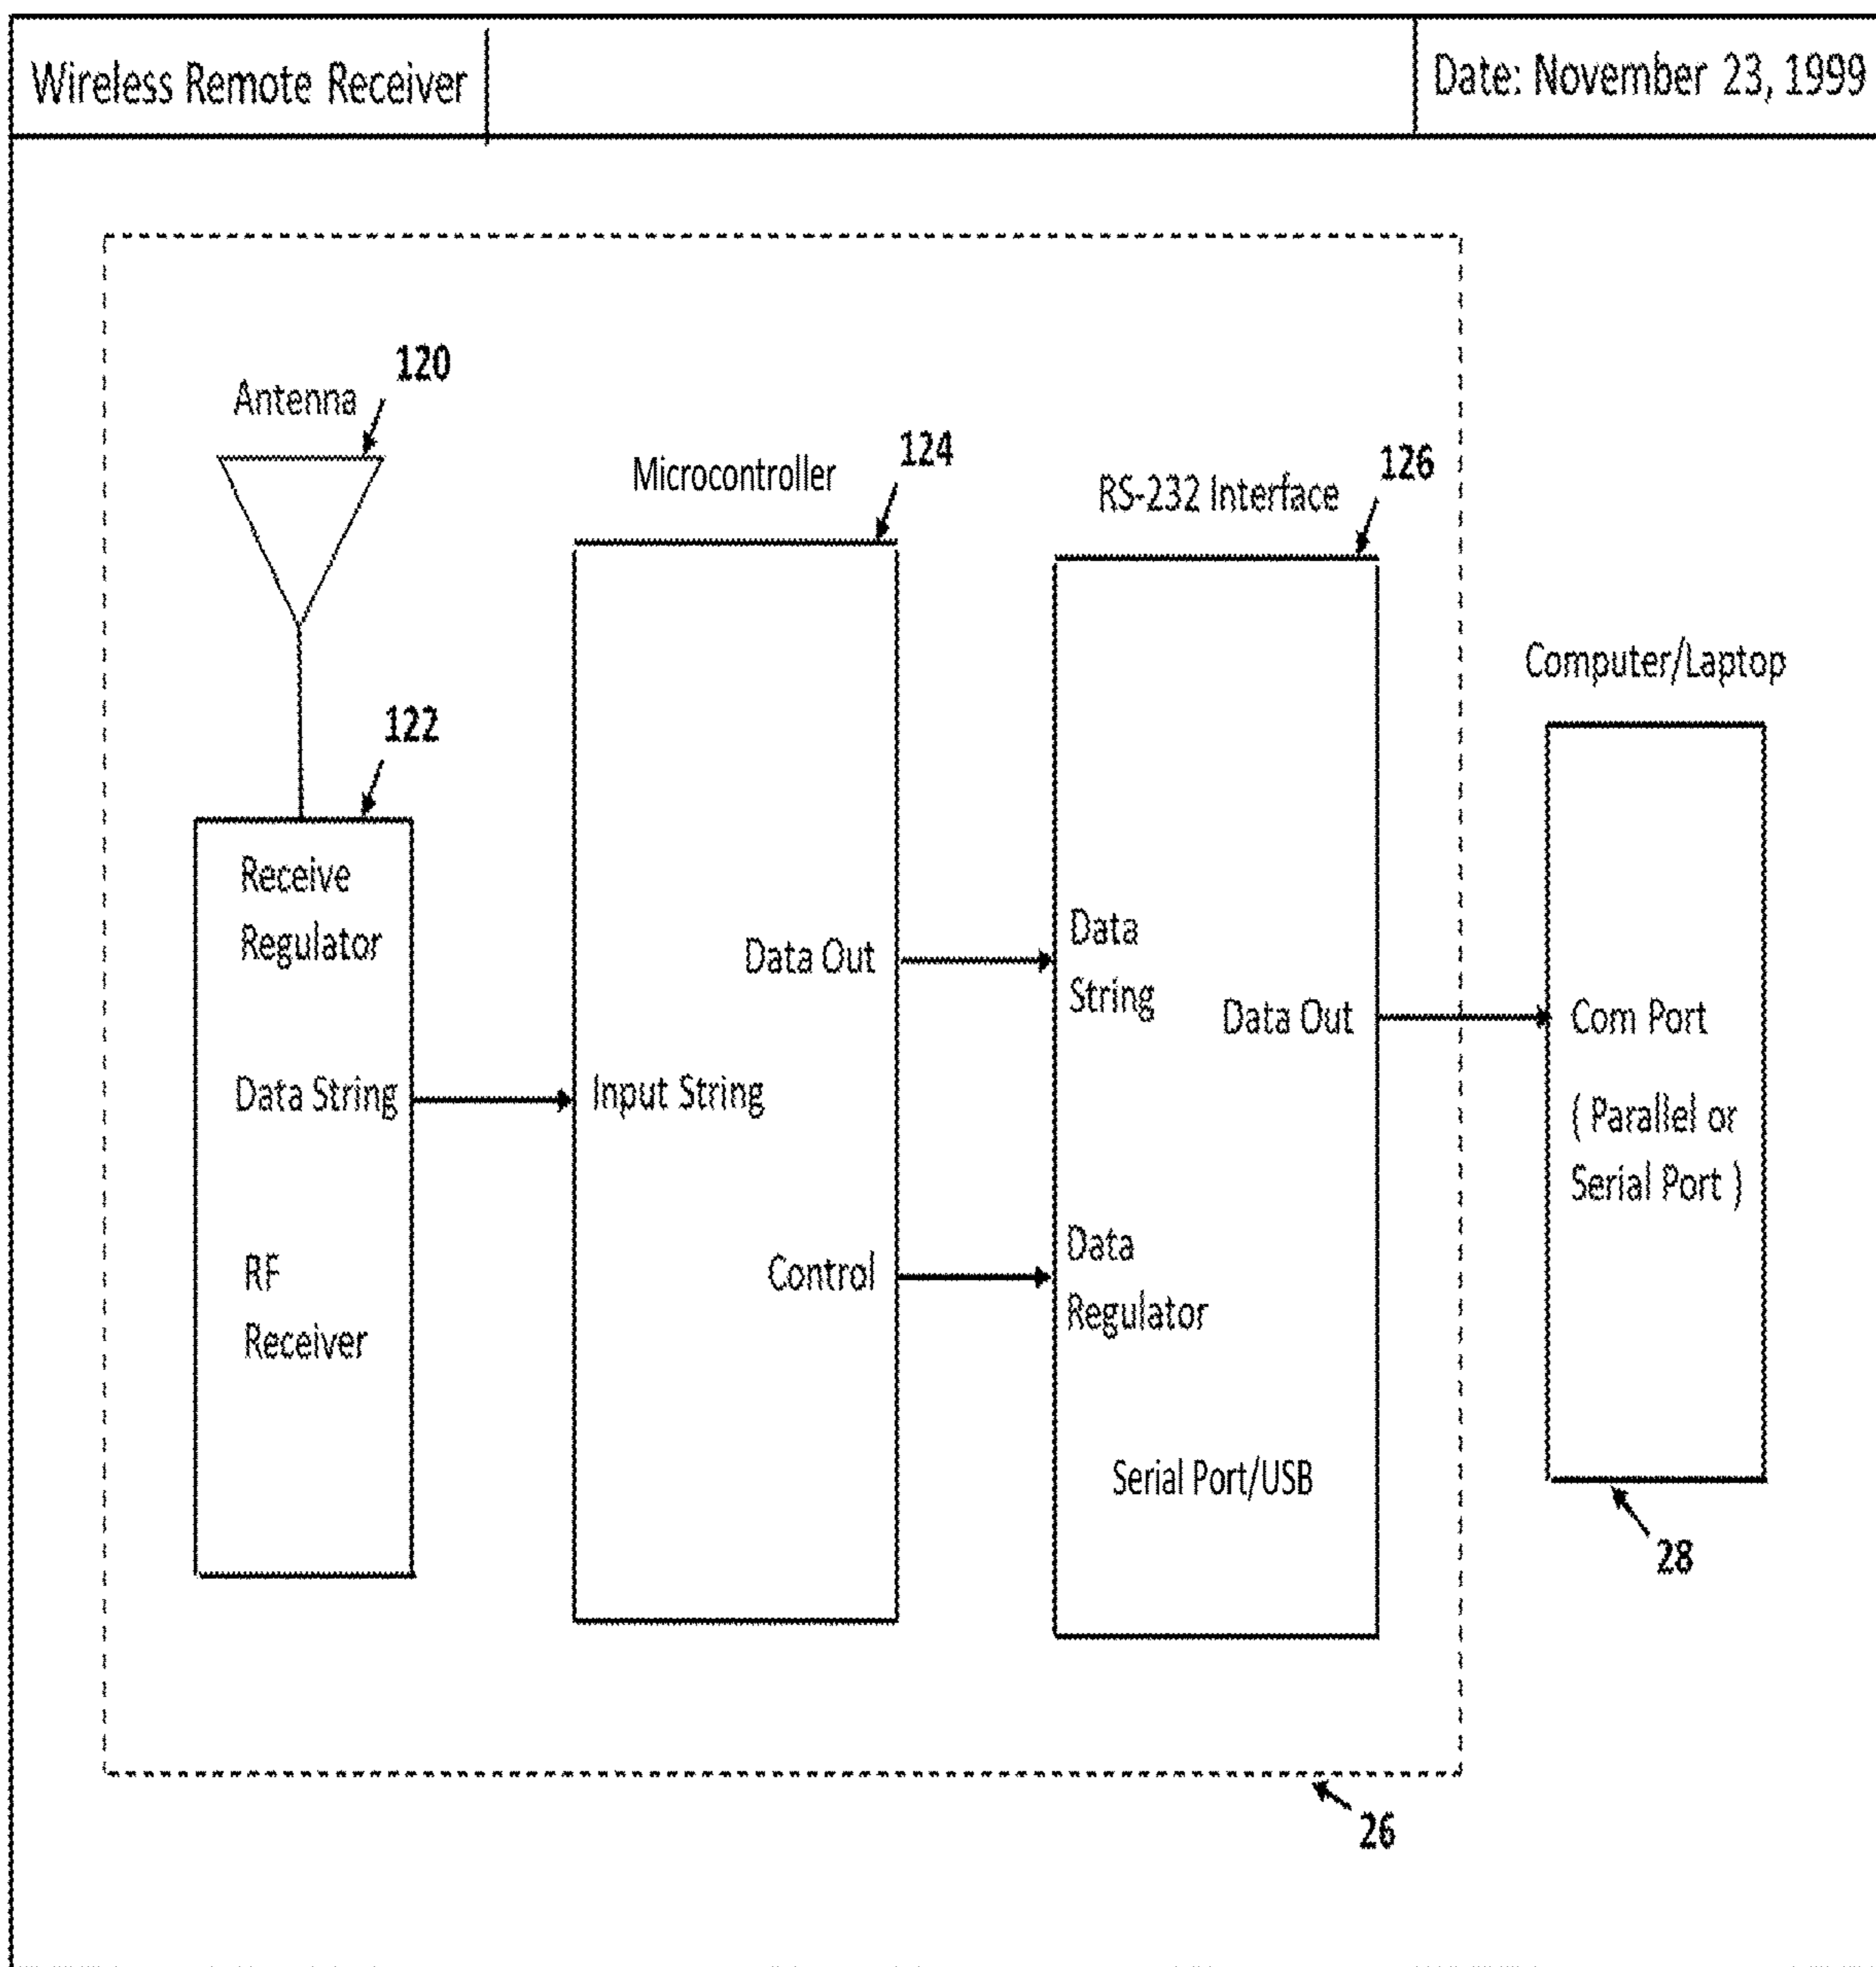 Wireless Remote Receiver
Date: November 23, 1999
Antenna
120
Microcontroller
124
RS-232 Interface
126
Computer/Laptop
122
Receive
Regulator
Data String
RF
Receiver
Data Out
Input String
Control
Data
String
Data Out
Data
Regulator
Serial Port/USB
Com Port
( Parallel or
Serial Port )
28
26